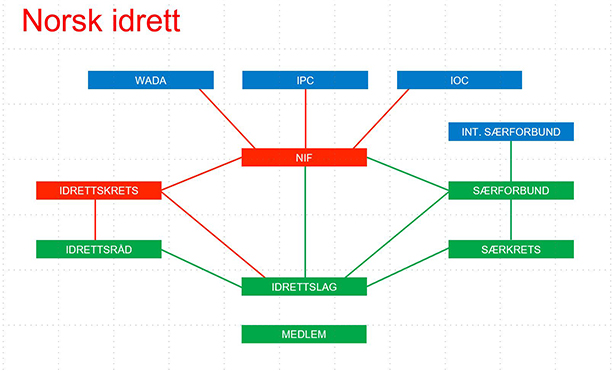 Norsk idrett
WADA
IPC
IOC
INT. SÆRFORBUND
NIF
IDRETTSKRETS
SÆRFORBUND
IDRETTSRÅD
SÆRKRETS
IDRETTSLAG
MEDLEM